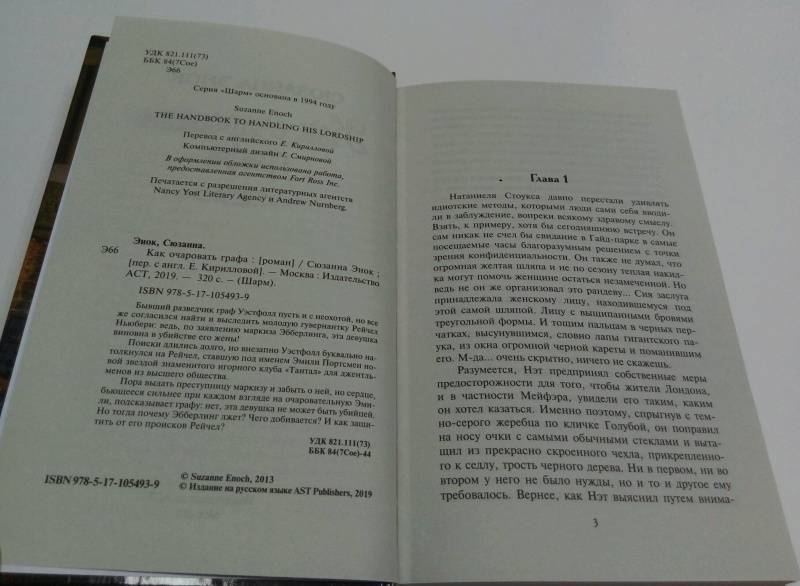 УДК 821.111(73)
ББК 84(7Сое)
Э66
Серия «Шарм» основана в 1994 году
Suzanne Enoch
THE HANDBOOK TO HANDLING HIS LORDSHIP
Перевод с английского Е. Кирилловой
Компьютерный дизайн Г. Смирновой
В оформлении обложки использована работа,
предоставленная агентством Fort Ross Inc.
Печатается с разрешения литературных агентств
Nancy Yost Literary Agency и Andrew Nurnberg.
Энок, Сюзанна.
Э66
Как очаровать графа : [роман] / Сюзанна Энок ;
[пер. с англ. Е. Кирилловой]. — Москва : Издательство
АСТ, 2019. — 320 с. — (Шарм).
ISBN 978-5-17-105493-9
Бывший разведчик граф Уэстфолл пусть и с неохотой, но все
же согласился найти и выследить молодую гувернантку Рейчел
Ньюбери: ведь, по заявлению маркиза Эбберлинга, эта девушка
виновна в убийстве его жены!
Поиски длились долго, но внезапно Уэстфолл буквально на-
толкнулся на Рейчел, ставшую под именем Эмили Портсмен но-
вой звездой знаменитого игорного клуба «Тантал» для джентль-
менов из высшего общества.
Пора выдать преступницу маркизу и забыть о ней, но сердце,
бьющееся сильнее при каждом взгляде на очаровательную Эми-
ли, подсказывает графу: нет, эта девушка не может быть убийцей.
Но тогда почему Эбберлинг лжет? Чего добивается? И как защи-
тить от его происков Рейчел?
УДК 821.111(73)
ББК 84(7Сое)-44
ISBN 978-5-17-105493-9
© Suzanne Enoch, 2013
© Издание на русском языке AST Publishers, 2019
Глава 1
Натаниеля Стоукса давно перестали удивлять
идиотские методы, которыми люди сами себя вводи-
ли в заблуждение, вопреки всякому здравому смыслу.
Взять, к примеру, хотя бы сегодняшнюю встречу. Он
сам никак не счел бы свидание в Гайд-парке в самые
посещаемые часы благоразумным решением с точки
зрения конфиденциальности. Он также не думал, что
огромная желтая шляпа и не по сезону теплая накид-
ка могут помочь женщине остаться незамеченной. Но
ведь не он же организовал это рандеву... Сия заслуга
принадлежала женскому лицу, находившемуся под
этой самой шляпой. Лицу с выщипанными бровями
треугольной формы. И тощим пальцам в черных пер-
чатках, высунувшимся, словно лапы гигантского пау-
ка, из окна огромной черной кареты и поманившим
его. М-да... очень скрытно, ничего не скажешь.
Разумеется, Нэт предпринял собственные меры
предосторожности для того, чтобы жители Лондона,
и в частности Мейфэра, увидели его таким, каким
он хотел казаться. Именно поэтому, спрыгнув с тем-
но-серого жеребца по кличке Голубой, он поправил
на носу очки с самыми обычными стеклами и выта-
щил из прекрасно скроенного чехла, прикрепленно-
го к седлу, трость черного дерева. Ни в первом, ни во
втором у него не было нужды, но и то и другое ему
требовалось. Вернее, как Нэт выяснил путем внима-
3